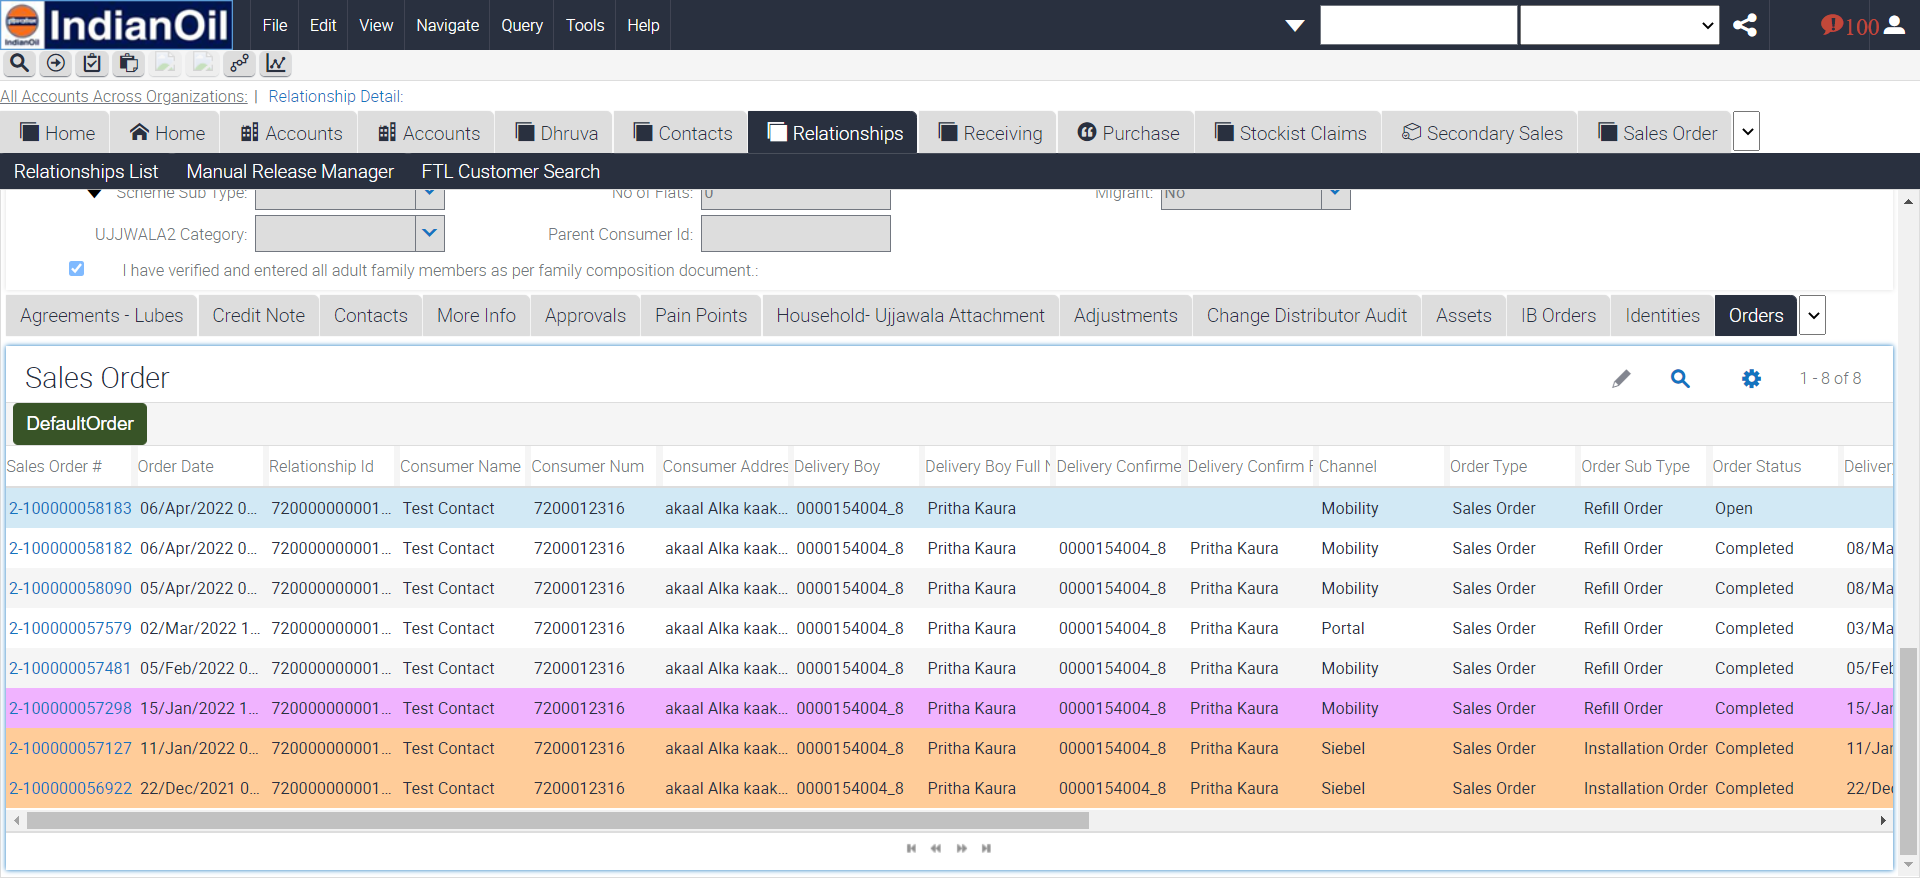 IndianOil
IndianOil File Edit View Navigate Query Tools Help 100
All Accounts Across Organizations: | Relationship Detail:
Home Home Accounts Accounts Dhruva Contacts Relationships Receiving Purchase Stockist Claims Secondary Sales Sales Order
Relationships List Manual Release Manager FTL Customer Search
Scheme Sub Type: No of Flats: 0 Migrant: No
UJJWALA2 Category: Parent Consumer Id:
I have verified and entered all adult family members as per family composition document.:
Agreements - Lubes Credit Note Contacts More Info Approvals Pain Points Household- Ujjawala Attachment Adjustments Change Distributor Audit Assets IB Orders Identities Orders
Sales Order 1 - 8 of 8
DefaultOrder
Sales Order # Order Date Relationship Id Consumer Name Consumer Num Consumer Addres Delivery Boy Delivery Boy Full N Delivery Confirme Delivery Confirm F Channel Order Type Order Sub Type Order Status Deliver
2-100000058183 06/Apr/2022 0... 720000000001... Test Contact 7200012316 akaal Alka kaak... 0000154004_8 Pritha Kaura Mobility Sales Order Refill Order Open
2-100000058182 06/Apr/2022 0... 720000000001... Test Contact 7200012316 akaal Alka kaak... 0000154004_8 Pritha Kaura 0000154004_8 Pritha Kaura Mobility Sales Order Refill Order Completed 08/Ma
2-100000058090 05/Apr/2022 0... 720000000001... Test Contact 7200012316 akaal Alka kaak... 0000154004_8 Pritha Kaura 0000154004_8 Pritha Kaura Mobility Sales Order Refill Order Completed 08/Ma
2-100000057579 02/Mar/2022 1... 720000000001... Test Contact 7200012316 akaal Alka kaak... 0000154004_8 Pritha Kaura 0000154004_8 Pritha Kaura Portal Sales Order Refill Order Completed 03/Ma
2-100000057481 05/Feb/2022 0... 720000000001... Test Contact 7200012316 akaal Alka kaak... 0000154004_8 Pritha Kaura 0000154004_8 Pritha Kaura Mobility Sales Order Refill Order Completed 05/Feb
2-100000057298 15/Jan/2022 1... 720000000001... Test Contact 7200012316 akaal Alka kaak... 0000154004_8 Pritha Kaura 0000154004_8 Pritha Kaura Mobility Sales Order Refill Order Completed 15/Jar
2-100000057127 11/Jan/2022 0... 720000000001... Test Contact 7200012316 akaal Alka kaak... 0000154004_8 Pritha Kaura 0000154004_8 Pritha Kaura Siebel Sales Order Installation Order Completed 11/Jar
2-100000056922 22/Dec/2021 0... 720000000001... Test Contact 7200012316 akaal Alka kaak... 0000154004_8 Pritha Kaura 0000154004_8 Pritha Kaura Siebel Sales Order Installation Order Completed 22/Dec